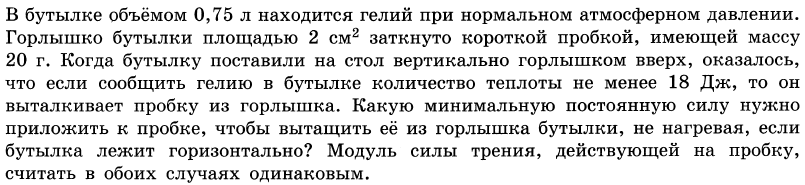 В бутылке объёмом 0,75 л находится гелий при нормальном атмосферном давлении.
Горлышко бутылки площадью 2 см² заткнуто короткой пробкой, имеющей массу
20 г. Когда бутылку поставили на стол вертикально горлышком вверх, оказалось,
что если сообщить гелию в бутылке количество теплоты не менее 18 Дж, то он
выталкивает пробку из горлышка. Какую минимальную постоянную силу нужно
приложить к пробке, чтобы вытащить её из горлышка бутылки, не нагревая, если
бутылка лежит горизонтально? Модуль силы трения, действующей на пробку,
считать в обоих случаях одинаковым.